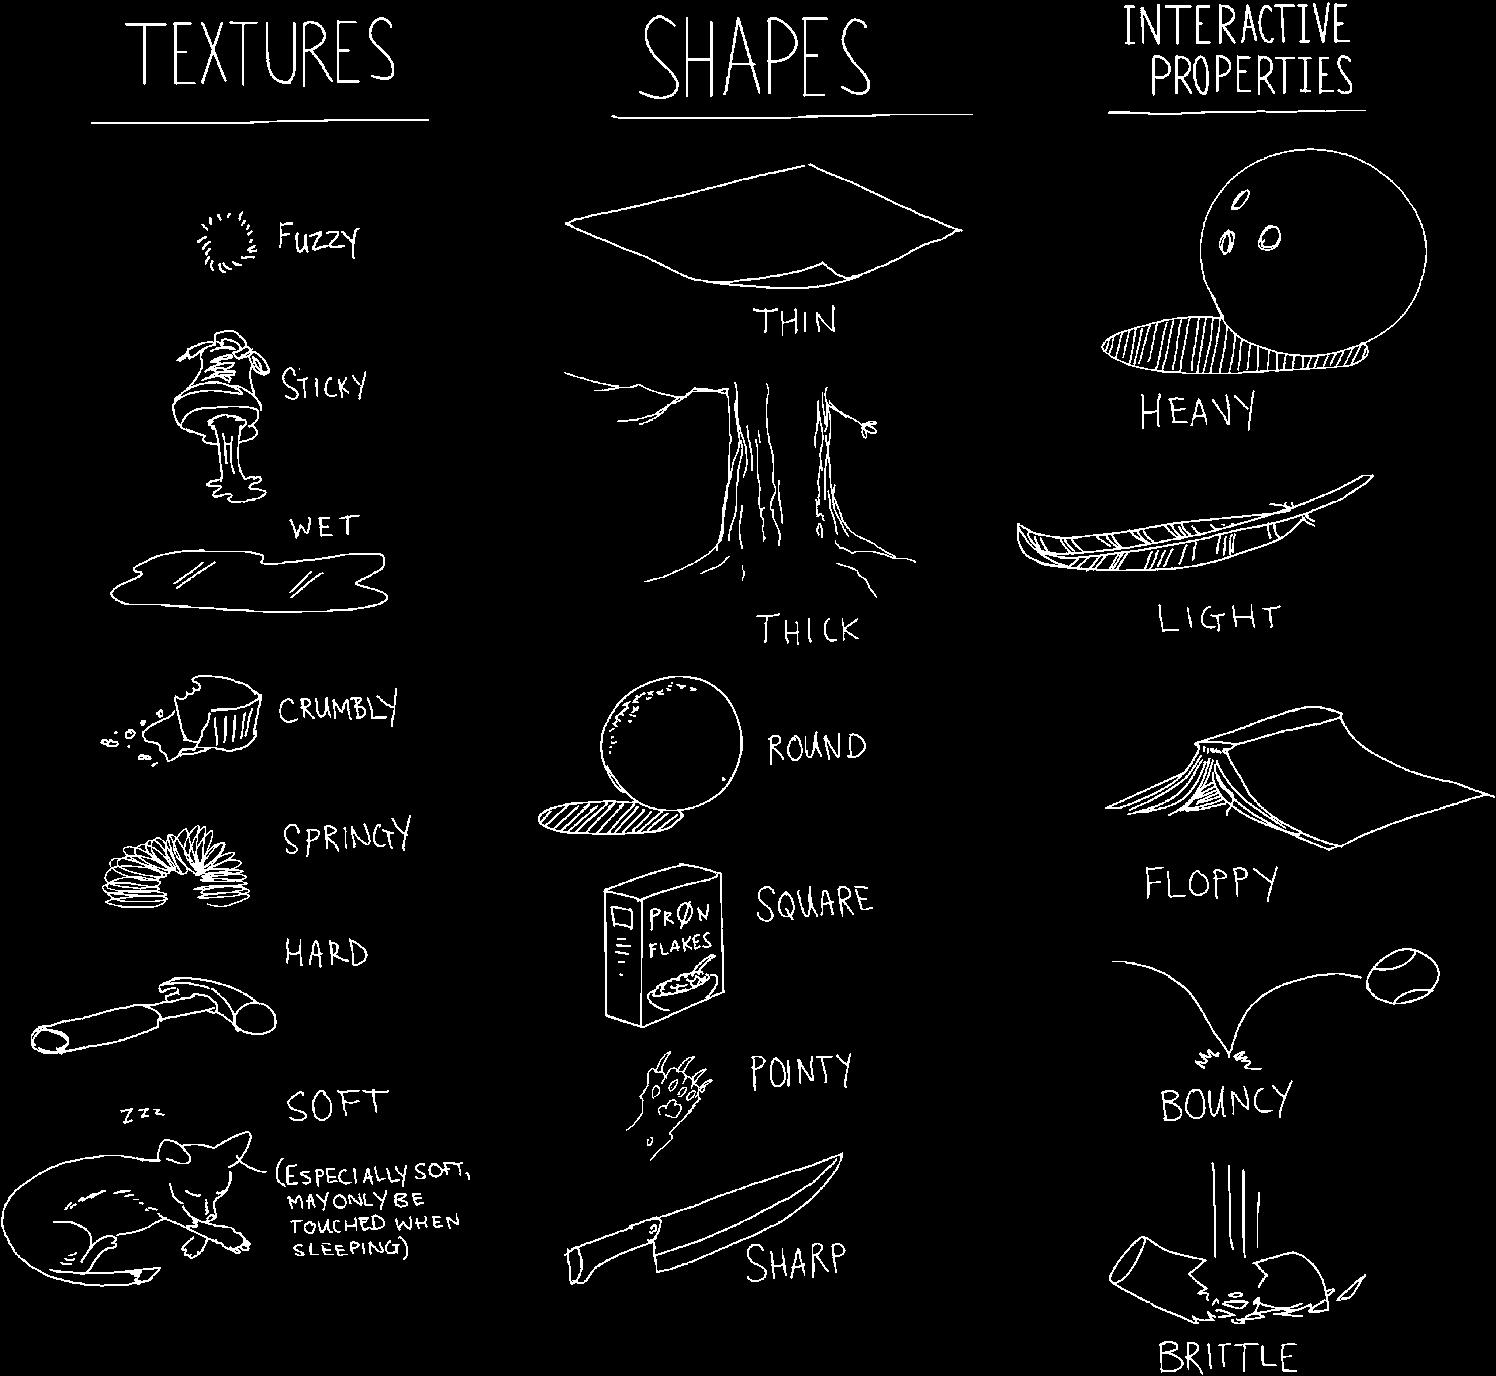 TEXTURES
FUZZY
STICKY
WET
CRUMBLY
SPRINGY
HARD
SOFT
zzz
(ESPECIALLY SOFT,
MAY ONLY BE
TOUCHED WHEN
SLEEPING)
SHAPES
THIN
THICK
ROUND
SQUARE
PRØN
FLAKES
POINTY
SHARP
INTERACTIVE
PROPERTIES
HEAVY
LIGHT
FLOPPY
BOUNCY
BRITTLE